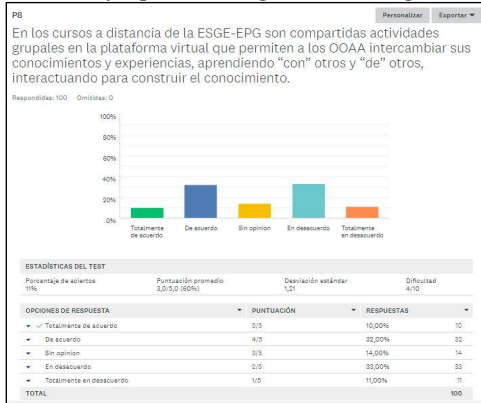 P8
Personalizar
Exportar
En los cursos a distancia de la ESGE-EPG son compartidas actividades
grupales en la plataforma virtual que permiten a los OOAA intercambiar sus
conocimientos y experiencias, aprendiendo “con” otros y “de” otros,
interactuando para construir el conocimiento.
Respondidas: 100 Omitidas: 0
100%
80%
60%
40%
20%
0%
Totalmente de acuerdo
De acuerdo
Sin opinion
En desacuerdo
Totalmente en desacuerdo
ESTADÍSTICAS DEL TEST
Porcentaje de aciertos Puntuación promedio Desviación estándar Dificultad
11% 3,0/5,0 (60%) 1,21 4/10
OPCIONES DE RESPUESTA PUNTUACIÓN RESPUESTAS
Totalmente de acuerdo 5/5 10,00% 10
De acuerdo 4/5 32,00% 32
Sin opinion 3/5 14,00% 14
En desacuerdo 2/5 33,00% 33
Totalmente en desacuerdo 1/5 11,00% 11
TOTAL 100